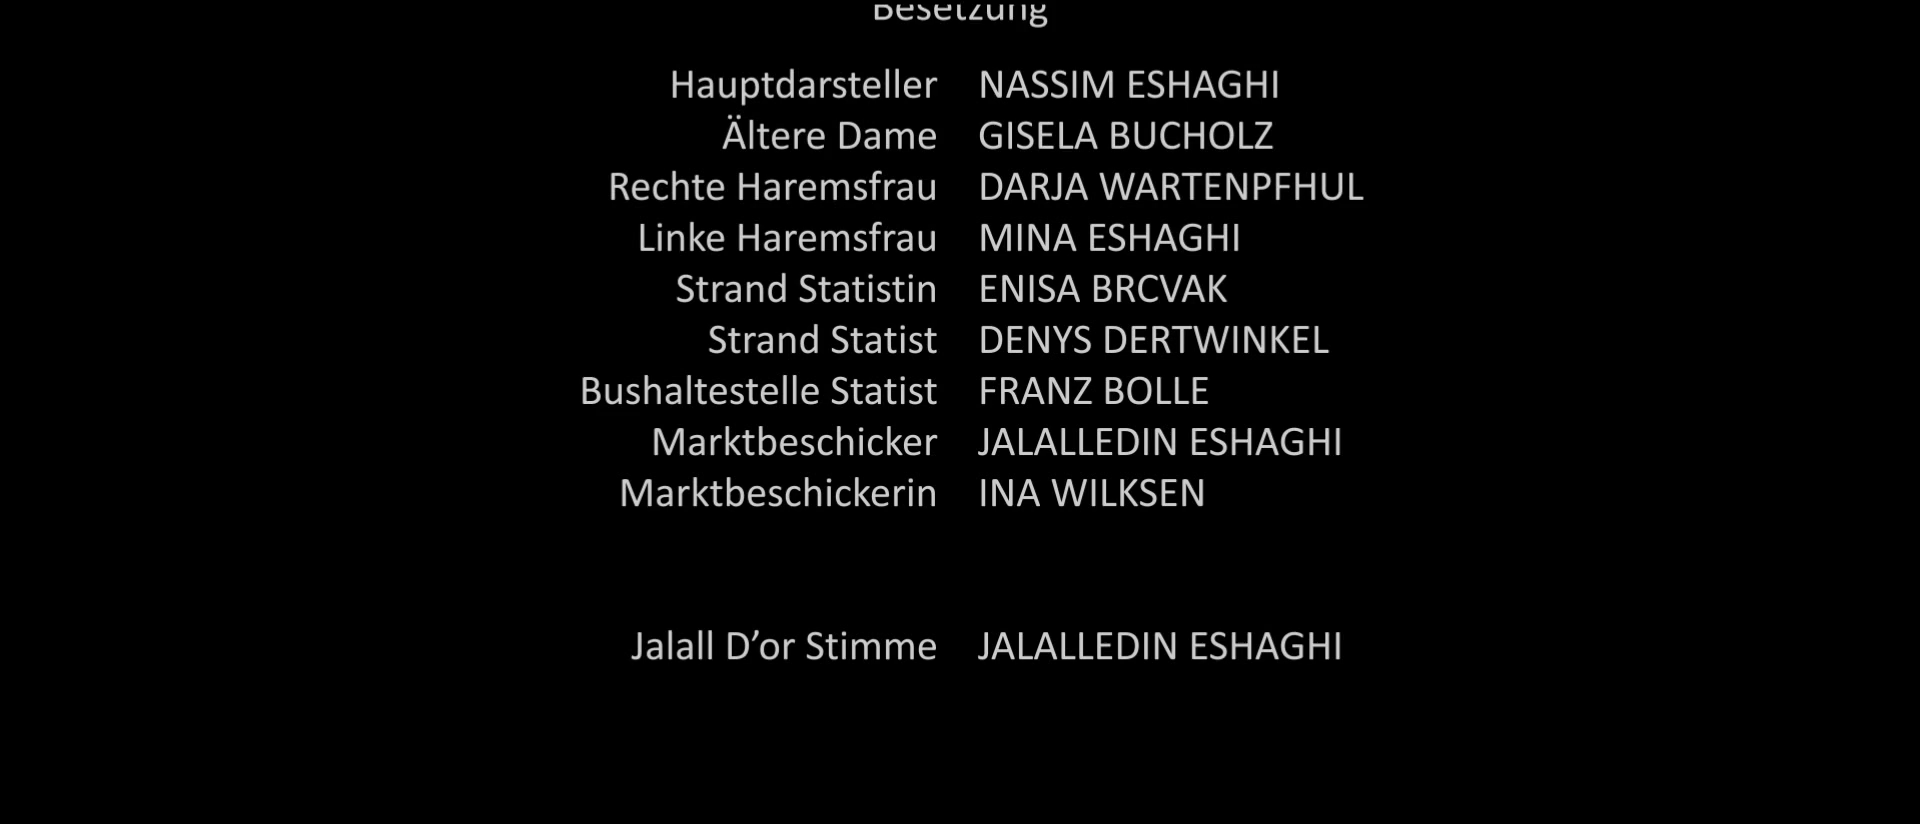 Besetzung
Hauptdarsteller NASSIM ESHAGHI
Ältere Dame GISELA BUCHOLZ
Rechte Haremsfrau DARJA WARTENPFHUL
Linke Haremsfrau MINA ESHAGHI
Strand Statistin ENISA BRCVAK
Strand Statist DENYS DERTWINKEL
Bushaltestelle Statist FRANZ BOLLE
Marktbeschicker JALALLEDIN ESHAGHI
Marktbeschickerin INA WILKSEN
Jalall D’or Stimme JALALLEDIN ESHAGHI